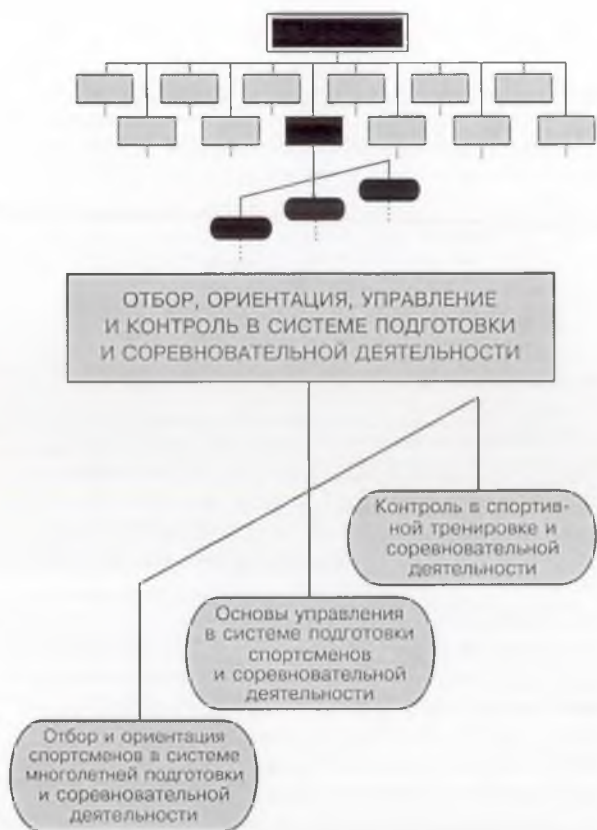 ОТБОР, ОРИЕНТАЦИЯ, УПРАВЛЕНИЕ
И КОНТРОЛЬ В СИСТЕМЕ ПОДГОТОВКИ
И СОРЕВНОВАТЕЛЬНОЙ ДЕЯТЕЛЬНОСТИ
Контроль в спортив-
ной тренировке и
соревновательной
деятельности
Основы управления
в системе подготовки
спортсменов
и соревновательной
деятельности
Отбор и ориентация
спортсменов в системе
многолетней подготовки
и соревновательной
деятельности